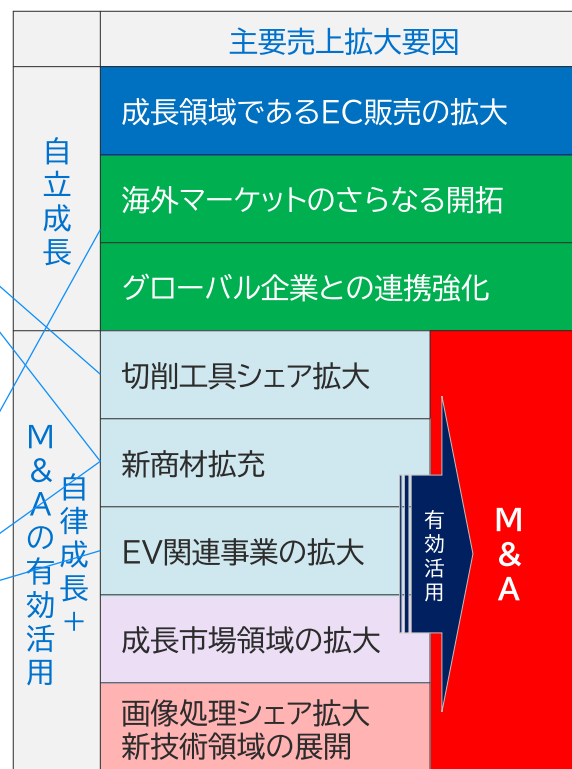 主要売上拡大要因
自立成長
成長領域であるEC販売の拡大
海外マーケットのさらなる開拓
グローバル企業との連携強化
自律成長＋
M&Aの有効活用
切削工具シェア拡大
新商材拡充
EV関連事業の拡大
成長市場領域の拡大
画像処理シェア拡大
新技術領域の展開
有効活用
M&A